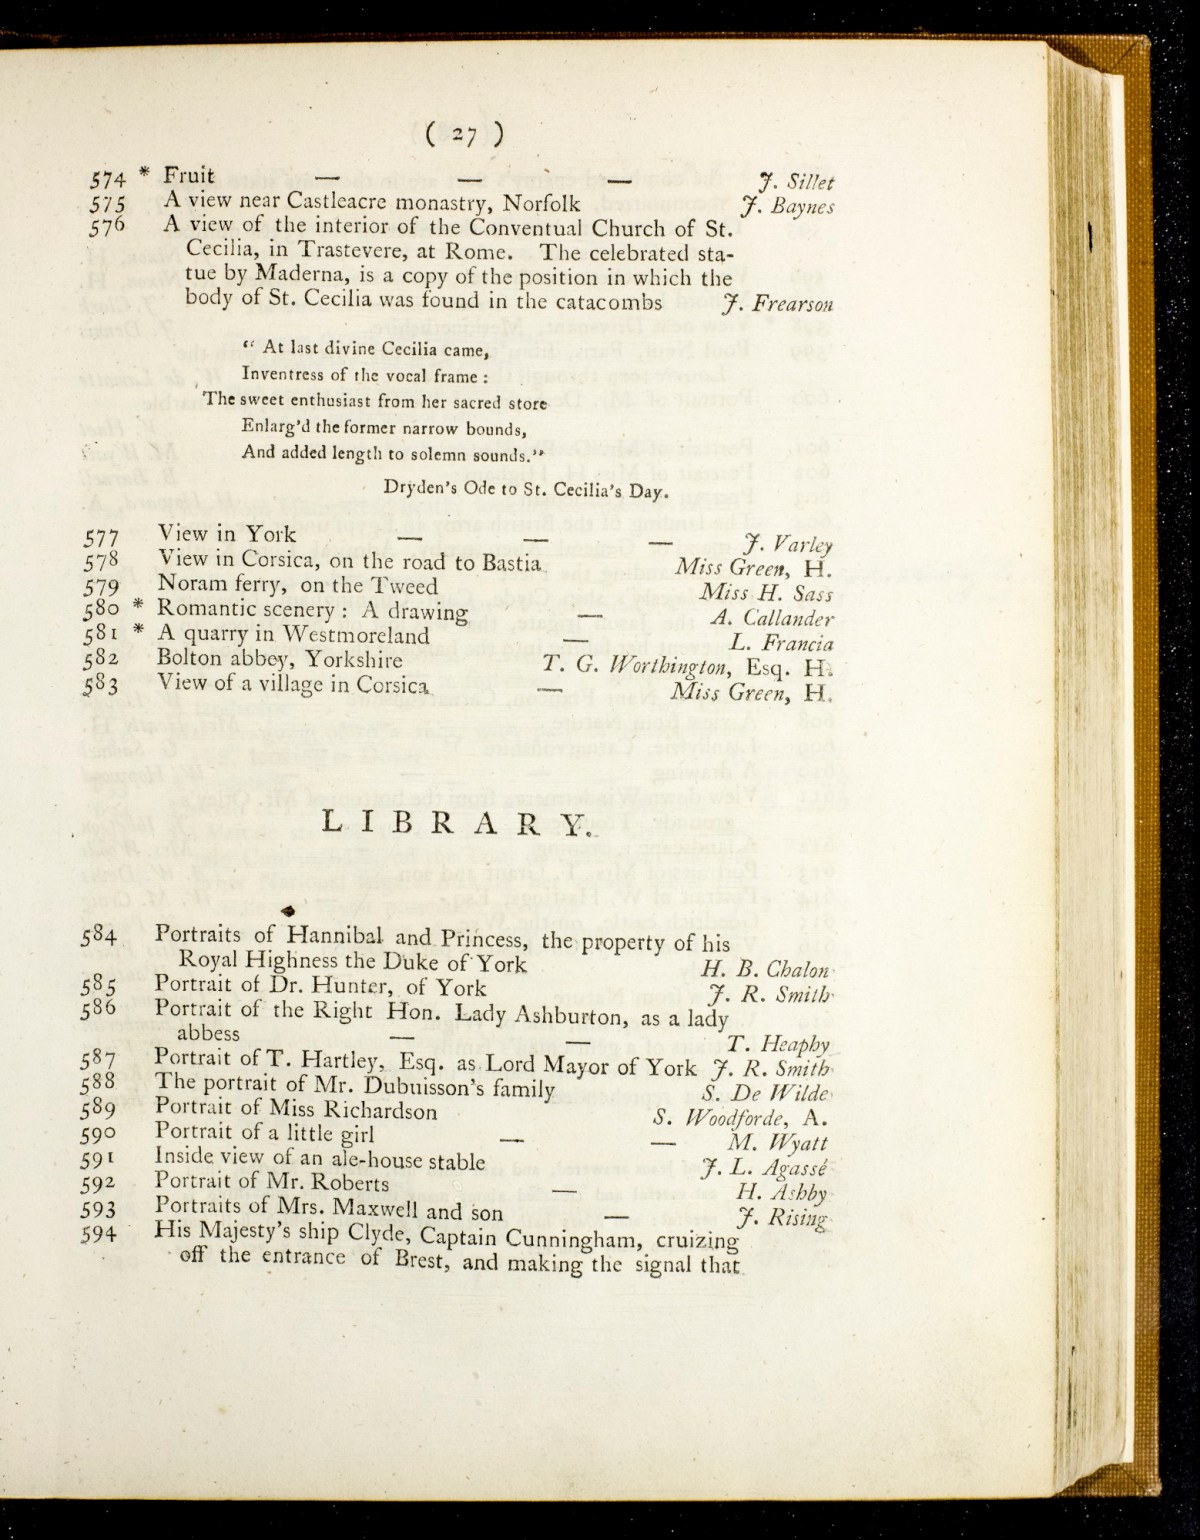 ( 27 )
574 * Fruit — — — J. Sillet
575 A view near Castleacre monastry, Norfolk J. Baynes
576 A view of the interior of the Conventual Church of St.
Cecilia, in Trastevere, at Rome. The celebrated sta-
tue by Maderna, is a copy of the position in which the
body of St. Cecilia was found in the catacombs J. Frearson
“ At last divine Cecilia came,
Inventress of the vocal frame :
The sweet enthusiast from her sacred store
Enlarg'd the former narrow bounds,
And added length to solemn sounds.”
Dryden's Ode to St. Cecilia's Day.
577 View in York — — — J. Varley
578 View in Corsica, on the road to Bastia Miss Green, H.
579 Noram ferry, on the Tweed Miss H. Sass
580 * Romantic scenery : A drawing — A. Callander
581 * A quarry in Westmoreland — L. Francia
582 Bolton abbey, Yorkshire T. G. Worthington, Esq. H.
583 View of a village in Corsica — Miss Green, H.
LIBRARY.
584 Portraits of Hannibal and Princess, the property of his
Royal Highness the Duke of York H. B. Chalon
585 Portrait of Dr. Hunter, of York J. R. Smith
586 Portrait of the Right Hon. Lady Ashburton, as a lady
abbess — — T. Heaphy
587 Portrait of T. Hartley, Esq. as Lord Mayor of York J. R. Smith
588 The portrait of Mr. Dubuisson's family S. De Wilde
589 Portrait of Miss Richardson S. Woodforde, A.
590 Portrait of a little girl — — M. Wyatt
591 Inside view of an ale-house stable J. L. Agassé
592 Portrait of Mr. Roberts — H. Ashby
593 Portraits of Mrs. Maxwell and son — J. Rising
594 His Majesty's ship Clyde, Captain Cunningham, cruizing
off the entrance of Brest, and making the signal that